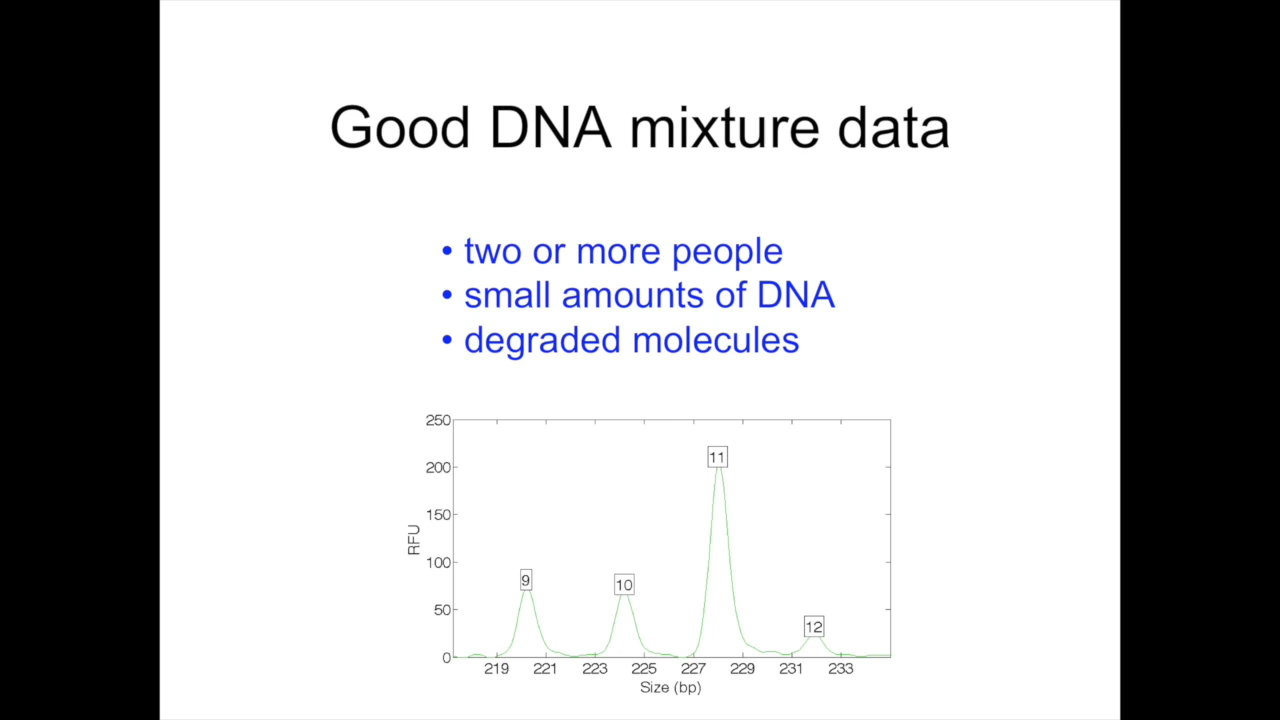 Good DNA mixture data
• two or more people
• small amounts of DNA
• degraded molecules
250
200
150
100
50
0
RFU
9
10
11
12
219 221 223 225 227 229 231 233
Size (bp)